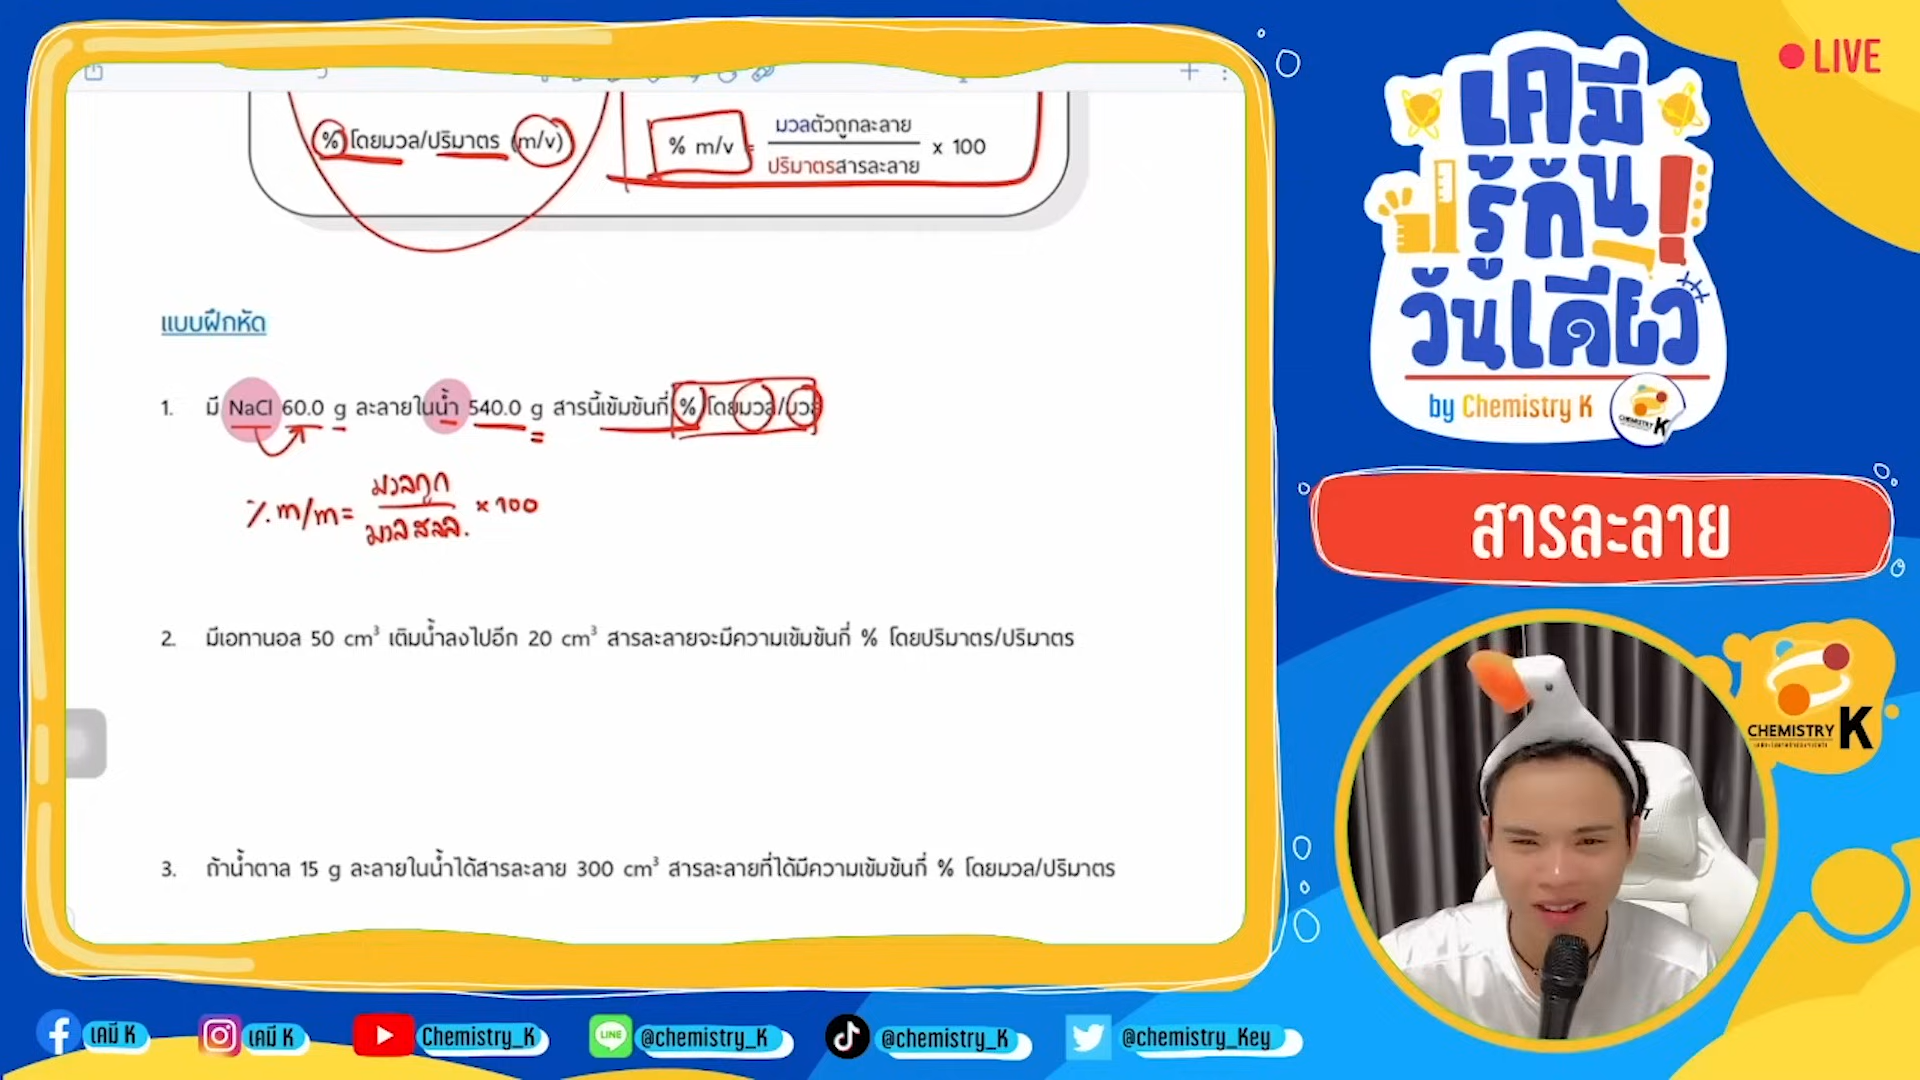 % โดยมวล/ปริมาตร (m/v)
% m/v = มวลตัวถูกละลาย / ปริมาตรสารละลาย x 100
แบบฝึกหัด
1. มี NaCl 60.0 g ละลายในน้ำ 540.0 g สารนี้เข้มข้นกี่ % โดยมวล/มวล
% m/m = มวลถูก / มวลสลล. × 100
2. มีเอทานอล 50 cm³ เติมน้ำลงไปอีก 20 cm³ สารละลายจะมีความเข้มข้นกี่ % โดยปริมาตร/ปริมาตร
3. ถ้าน้ำตาล 15 g ละลายในน้ำได้สารละลาย 300 cm³ สารละลายที่ได้มีความเข้มข้นกี่ % โดยมวล/ปริมาตร
LIVE
เคมี
รู้กัน!
วันเดียว
by Chemistry K
สารละลาย
CHEMISTRY K
เคมี K
เคมี K
Chemistry_K
LINE
@chemistry_K
@chemistry_K
@chemistry_Key